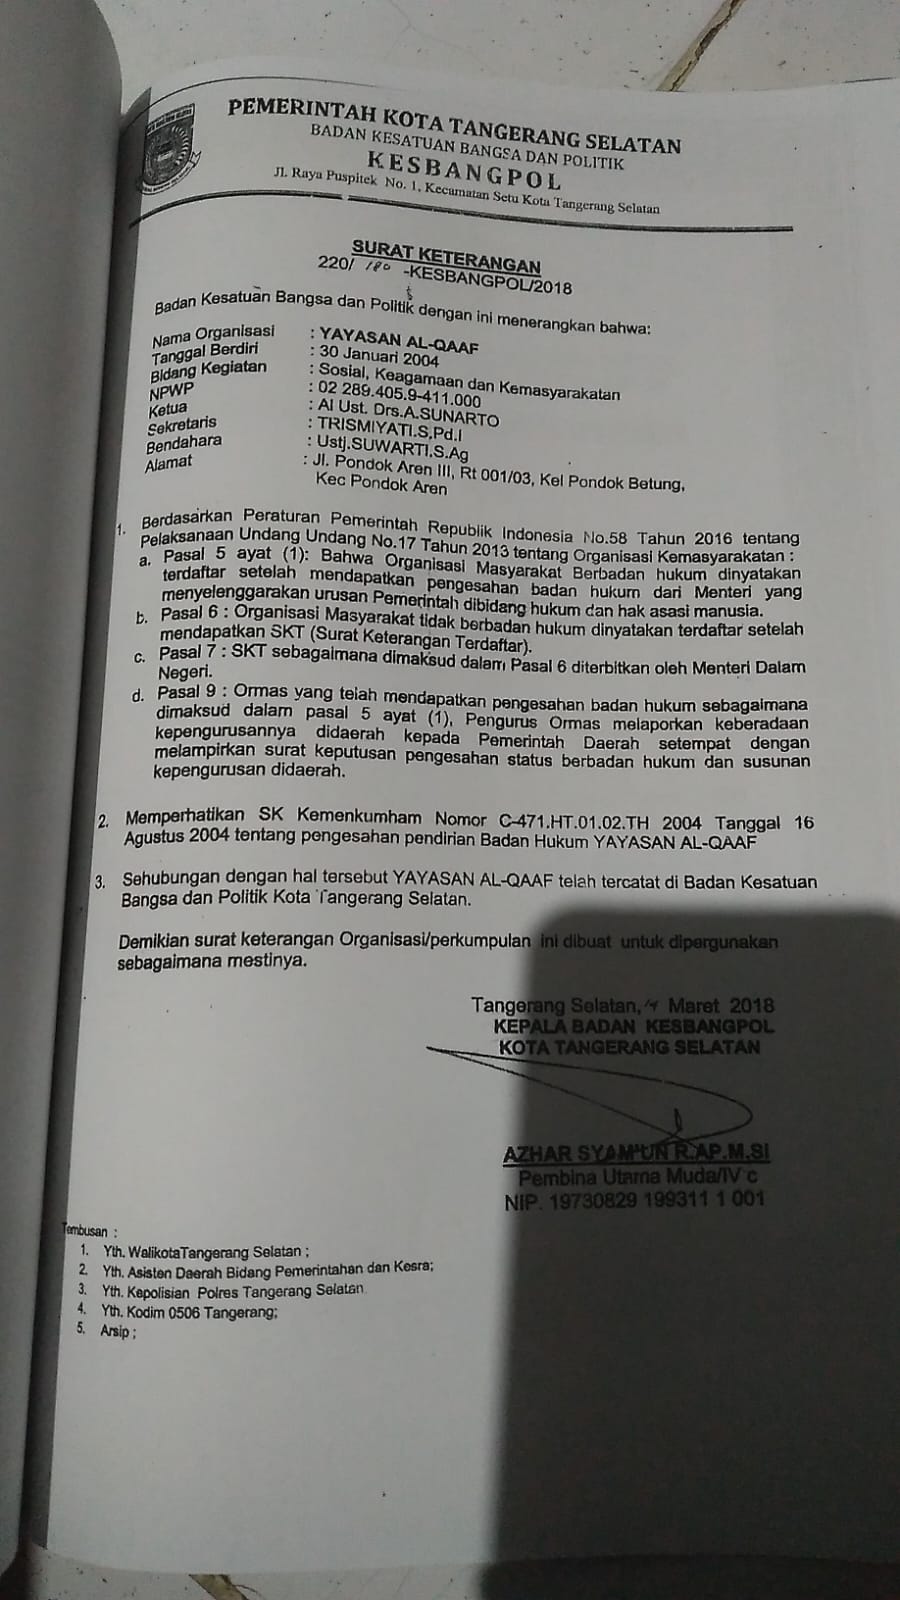 PEMERINTAH KOTA TANGERANG SELATAN
BADAN KESATUAN BANGSA DAN POLITIK
KESBANGPOL
Jl. Raya Puspitek No. 1, Kecamatan Setu Kota Tangerang Selatan
SURAT KETERANGAN
220/ 180 -KESBANGPOL/2018
Badan Kesatuan Bangsa dan Politik dengan ini menerangkan bahwa:
Nama Organisasi : YAYASAN AL-QAAF
Tanggal Berdiri : 30 Januari 2004
Bidang Kegiatan : Sosial, Keagamaan dan Kemasyarakatan
NPWP : 02 289.405.9-411.000
Ketua : Al Ust. Drs.A.SUNARTO
Sekretaris : TRISMIYATI.S.Pd.I
Bendahara : Ustj.SUWARTI.S.Ag
Alamat : Jl. Pondok Aren III, Rt 001/03, Kel Pondok Betung,
Kec Pondok Aren
1. Berdasarkan Peraturan Pemerintah Republik Indonesia No.58 Tahun 2016 tentang
Pelaksanaan Undang Undang No.17 Tahun 2013 tentang Organisasi Kemasyarakatan :
a. Pasal 5 ayat (1): Bahwa Organisasi Masyarakat Berbadan hukum dinyatakan
terdaftar setelah mendapatkan pengesahan badan hukum dari Menteri yang
menyelenggarakan urusan Pemerintah dibidang hukum dan hak asasi manusia.
b. Pasal 6 : Organisasi Masyarakat tidak berbadan hukum dinyatakan terdaftar setelah
mendapatkan SKT (Surat Keterangan Terdaftar).
c. Pasal 7 : SKT sebagaimana dimaksud dalam Pasal 6 diterbitkan oleh Menteri Dalam
Negeri.
d. Pasal 9 : Ormas yang telah mendapatkan pengesahan badan hukum sebagaimana
dimaksud dalam pasal 5 ayat (1), Pengurus Ormas melaporkan keberadaan
kepengurusannya didaerah kepada Pemerintah Daerah setempat dengan
melampirkan surat keputusan pengesahan status berbadan hukum dan susunan
kepengurusan didaerah.
2. Memperhatikan SK Kemenkumham Nomor C-471.HT.01.02.TH 2004 Tanggal 16
Agustus 2004 tentang pengesahan pendirian Badan Hukum YAYASAN AL-QAAF
3. Sehubungan dengan hal tersebut YAYASAN AL-QAAF telah tercatat di Badan Kesatuan
Bangsa dan Politik Kota Tangerang Selatan.
Demikian surat keterangan Organisasi/perkumpulan ini dibuat untuk dipergunakan
sebagaimana mestinya.
Tangerang Selatan, Maret 2018
KEPALA BADAN KESBANGPOL
KOTA TANGERANG SELATAN
AZHAR SYAM'UN R.AP.M.SI
Pembina Utama Muda/IV c
NIP. 19730829 199311 1 001
Tembusan :
1. Yth. WalikotaTangerang Selatan ;
2. Yth. Asisten Daerah Bidang Pemerintahan dan Kesra;
3. Yth. Kepolisian Polres Tangerang Selatan
4. Yth. Kodim 0506 Tangerang;
5. Arsip ;